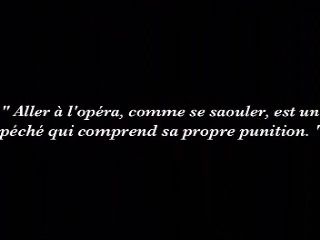 " Aller à l'opéra, comme se saouler, est un
péché qui comprend sa propre punition. "